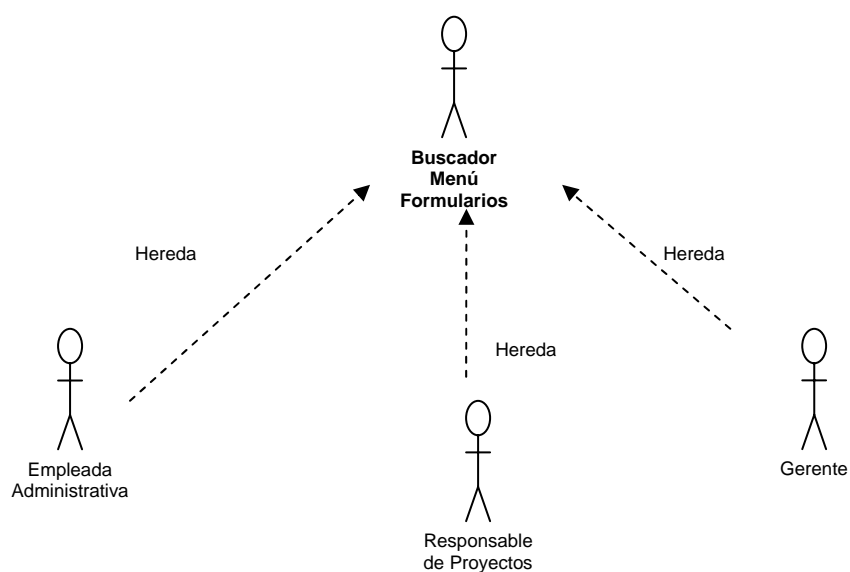 Buscador
Menú
Formularios
Hereda
Hereda
Hereda
Empleada
Administrativa
Gerente
Responsable
de Proyectos